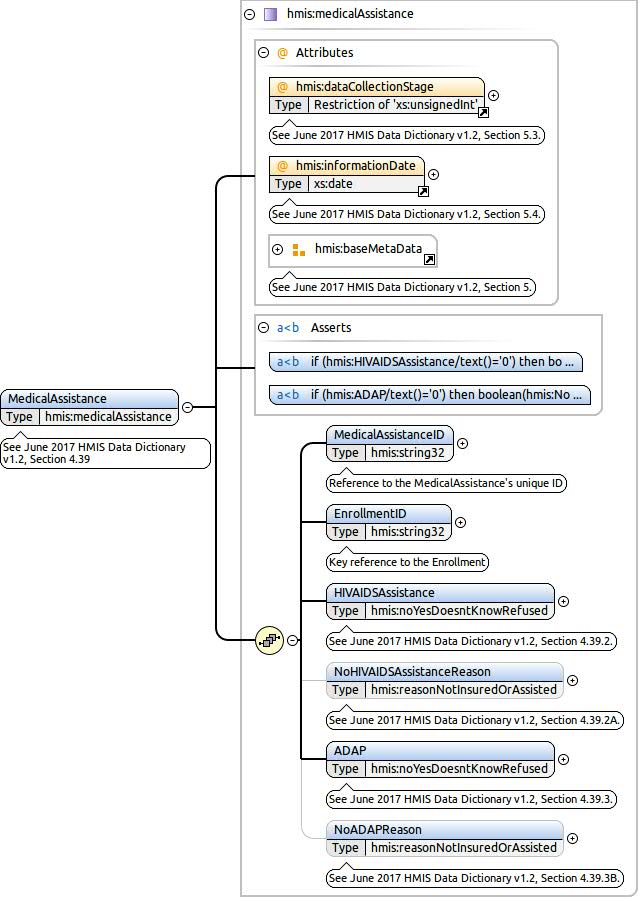 hmis:medicalAssistance
@ Attributes
@ hmis:dataCollectionStage
Type Restriction of 'xs:unsignedInt'
See June 2017 HMIS Data Dictionary v1.2, Section 5.3.
@ hmis:informationDate
Type xs:date
See June 2017 HMIS Data Dictionary v1.2, Section 5.4.
hmis:baseMetaData
See June 2017 HMIS Data Dictionary v1.2, Section 5.
a<b Asserts
a<b if (hmis:HIVAIDSAssistance/text()='0') then bo ...
a<b if (hmis:ADAP/text()='0') then boolean(hmis:No ...
MedicalAssistance
Type hmis:medicalAssistance
See June 2017 HMIS Data Dictionary
v1.2, Section 4.39
MedicalAssistanceID
Type hmis:string32
Reference to the MedicalAssistance's unique ID
EnrollmentID
Type hmis:string32
Key reference to the Enrollment
HIVAIDSAssistance
Type hmis:noYesDoesntKnowRefused
See June 2017 HMIS Data Dictionary v1.2, Section 4.39.2.
NoHIVAIDSAssistanceReason
Type hmis:reasonNotInsuredOrAssisted
See June 2017 HMIS Data Dictionary v1.2, Section 4.39.2A.
ADAP
Type hmis:noYesDoesntKnowRefused
See June 2017 HMIS Data Dictionary v1.2, Section 4.39.3.
NoADAPReason
Type hmis:reasonNotInsuredOrAssisted
See June 2017 HMIS Data Dictionary v1.2, Section 4.39.3B.